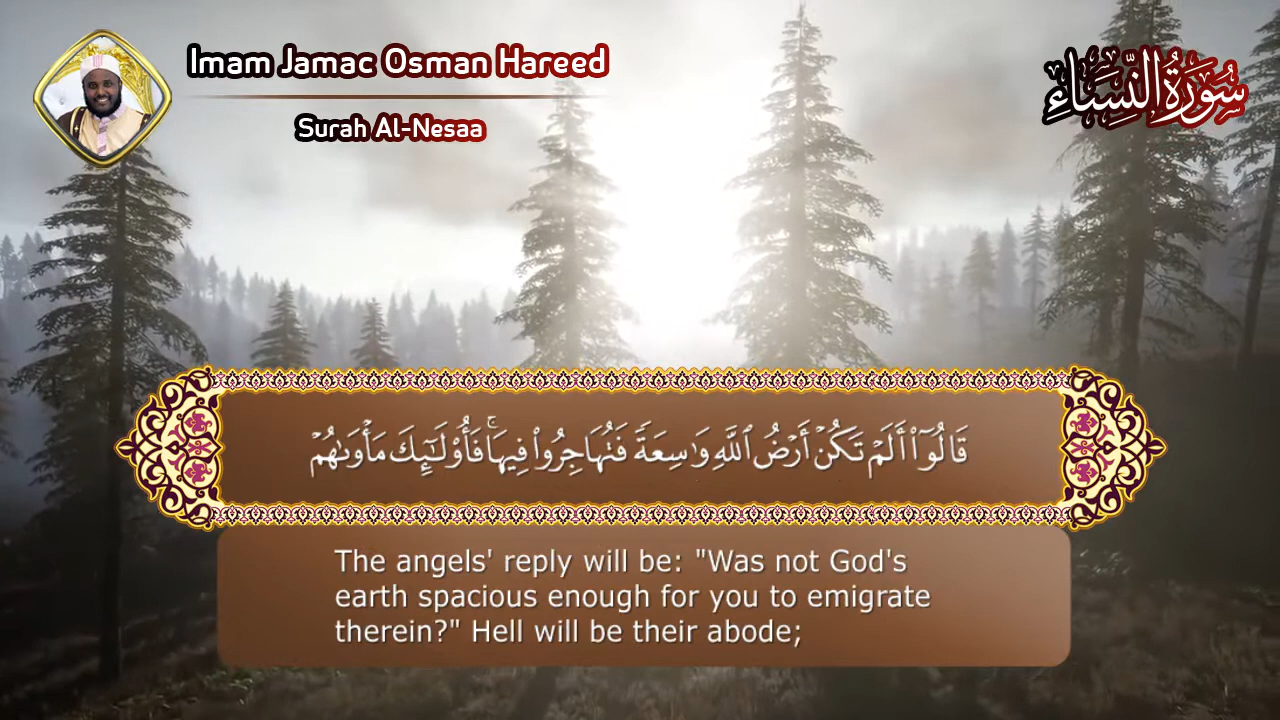 Imam Jamac Osman Hareed
Surah Al-Nesaa
سُورَةُ النِّسَاءِ
قَالُوٓا۟ أَلَمْ تَكُنْ أَرْضُ ٱللَّهِ وَٰسِعَةً فَتُهَاجِرُوا۟ فِيهَا ۚ فَأُو۟لَـٰٓئِكَ مَأْوَىٰهُمْ
The angels' reply will be: "Was not God's
earth spacious enough for you to emigrate
therein?" Hell will be their abode;